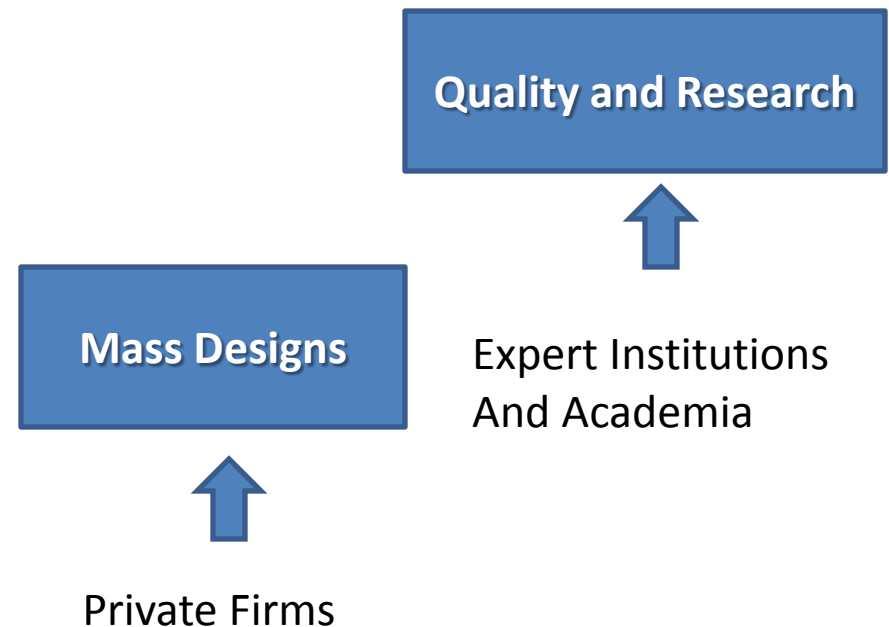 Quality and Research
Mass Designs
Expert Institutions
And Academia
Private Firms